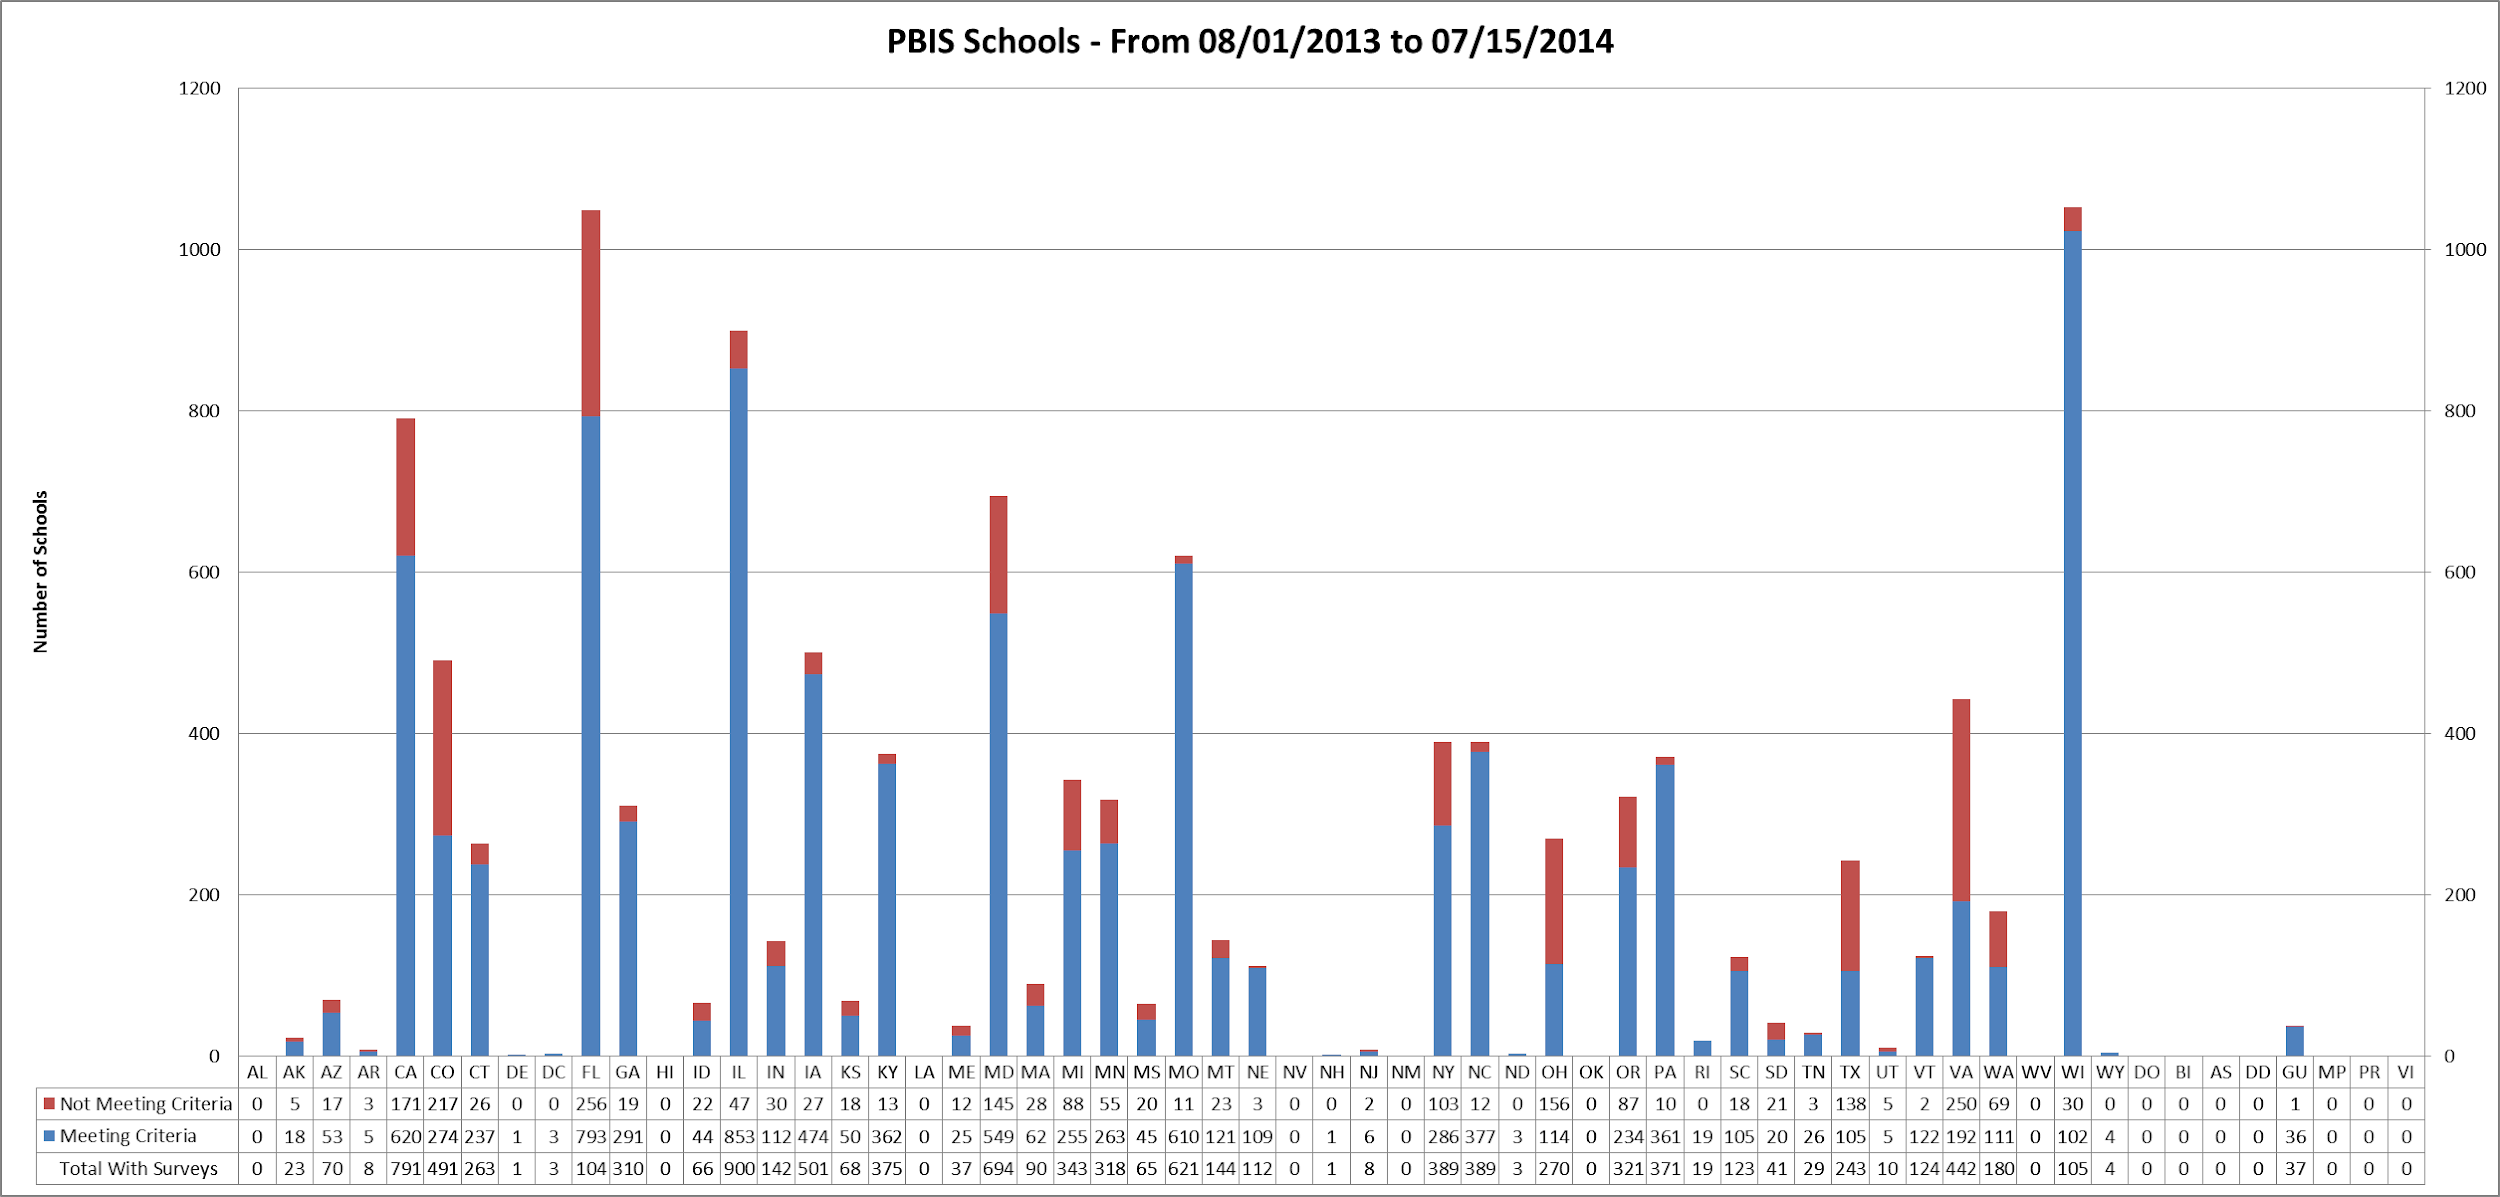 PBIS Schools - From 08/01/2013 to 07/15/2014
1200 1200
1000 1000
800 800
600 600
400 400
200 200
0 0
Number of Schools
AL AK AZ AR CA CO CT DE DC FL GA HI ID IL IN IA KS KY LA ME MD MA MI MN MS MO MT NE NV NH NJ NM NY NC ND OH OK OR PA RI SC SD TN TX UT VT VA WA WV WI WY DO BI AS DD GU MP PR VI
Not Meeting Criteria 0 5 17 3 171 217 26 0 0 256 19 0 22 47 30 27 18 13 0 12 145 28 88 55 20 11 23 3 0 0 2 0 103 12 0 156 0 87 10 0 18 21 3 138 5 2 250 69 0 30 0 0 0 0 0 1 0 0 0
Meeting Criteria 0 18 53 5 620 274 237 1 3 793 291 0 44 853 112 474 50 362 0 25 549 62 255 263 45 610 121 109 0 1 6 0 286 377 3 114 0 234 361 19 105 20 26 105 5 122 192 111 0 102 4 0 0 0 0 36 0 0 0
Total With Surveys 0 23 70 8 791 491 263 1 3 104 310 0 66 900 142 501 68 375 0 37 694 90 343 318 65 621 144 112 0 1 8 0 389 389 3 270 0 321 371 19 123 41 29 243 10 124 442 180 0 105 4 0 0 0 0 37 0 0 0